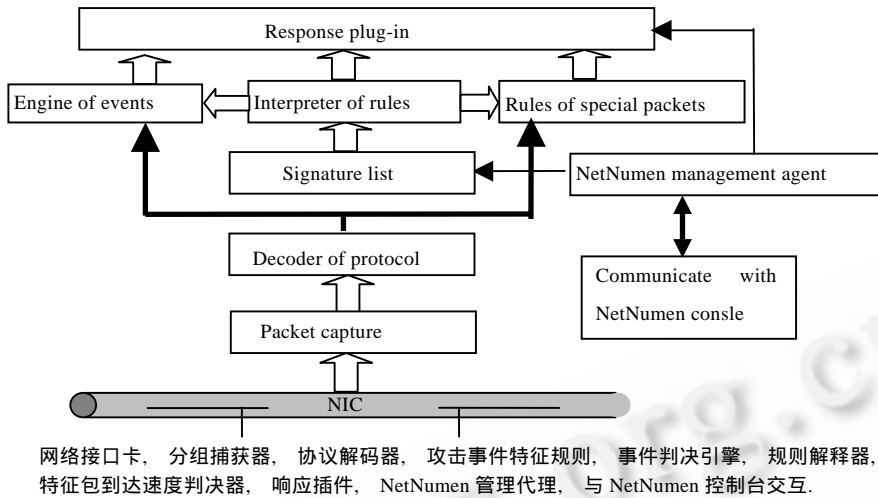 Response plug-in
Engine of events
Interpreter of rules
Rules of special packets
Signature list
NetNumen management agent
Decoder of protocol
Communicate with
NetNumen consle
Packet capture
NIC
网络接口卡, 分组捕获器, 协议解码器, 攻击事件特征规则, 事件判决引擎, 规则解释器,
特征包到达速度判决器, 响应插件, NetNumen 管理代理, 与 NetNumen 控制台交互.